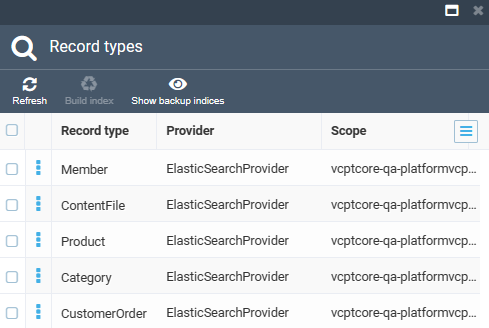 Record types
Refresh Build index Show backup indices
Record type Provider Scope
Member ElasticSearchProvider vcptcore-qa-platformvcp...
ContentFile ElasticSearchProvider vcptcore-qa-platformvcp...
Product ElasticSearchProvider vcptcore-qa-platformvcp...
Category ElasticSearchProvider vcptcore-qa-platformvcp...
CustomerOrder ElasticSearchProvider vcptcore-qa-platformvcp...